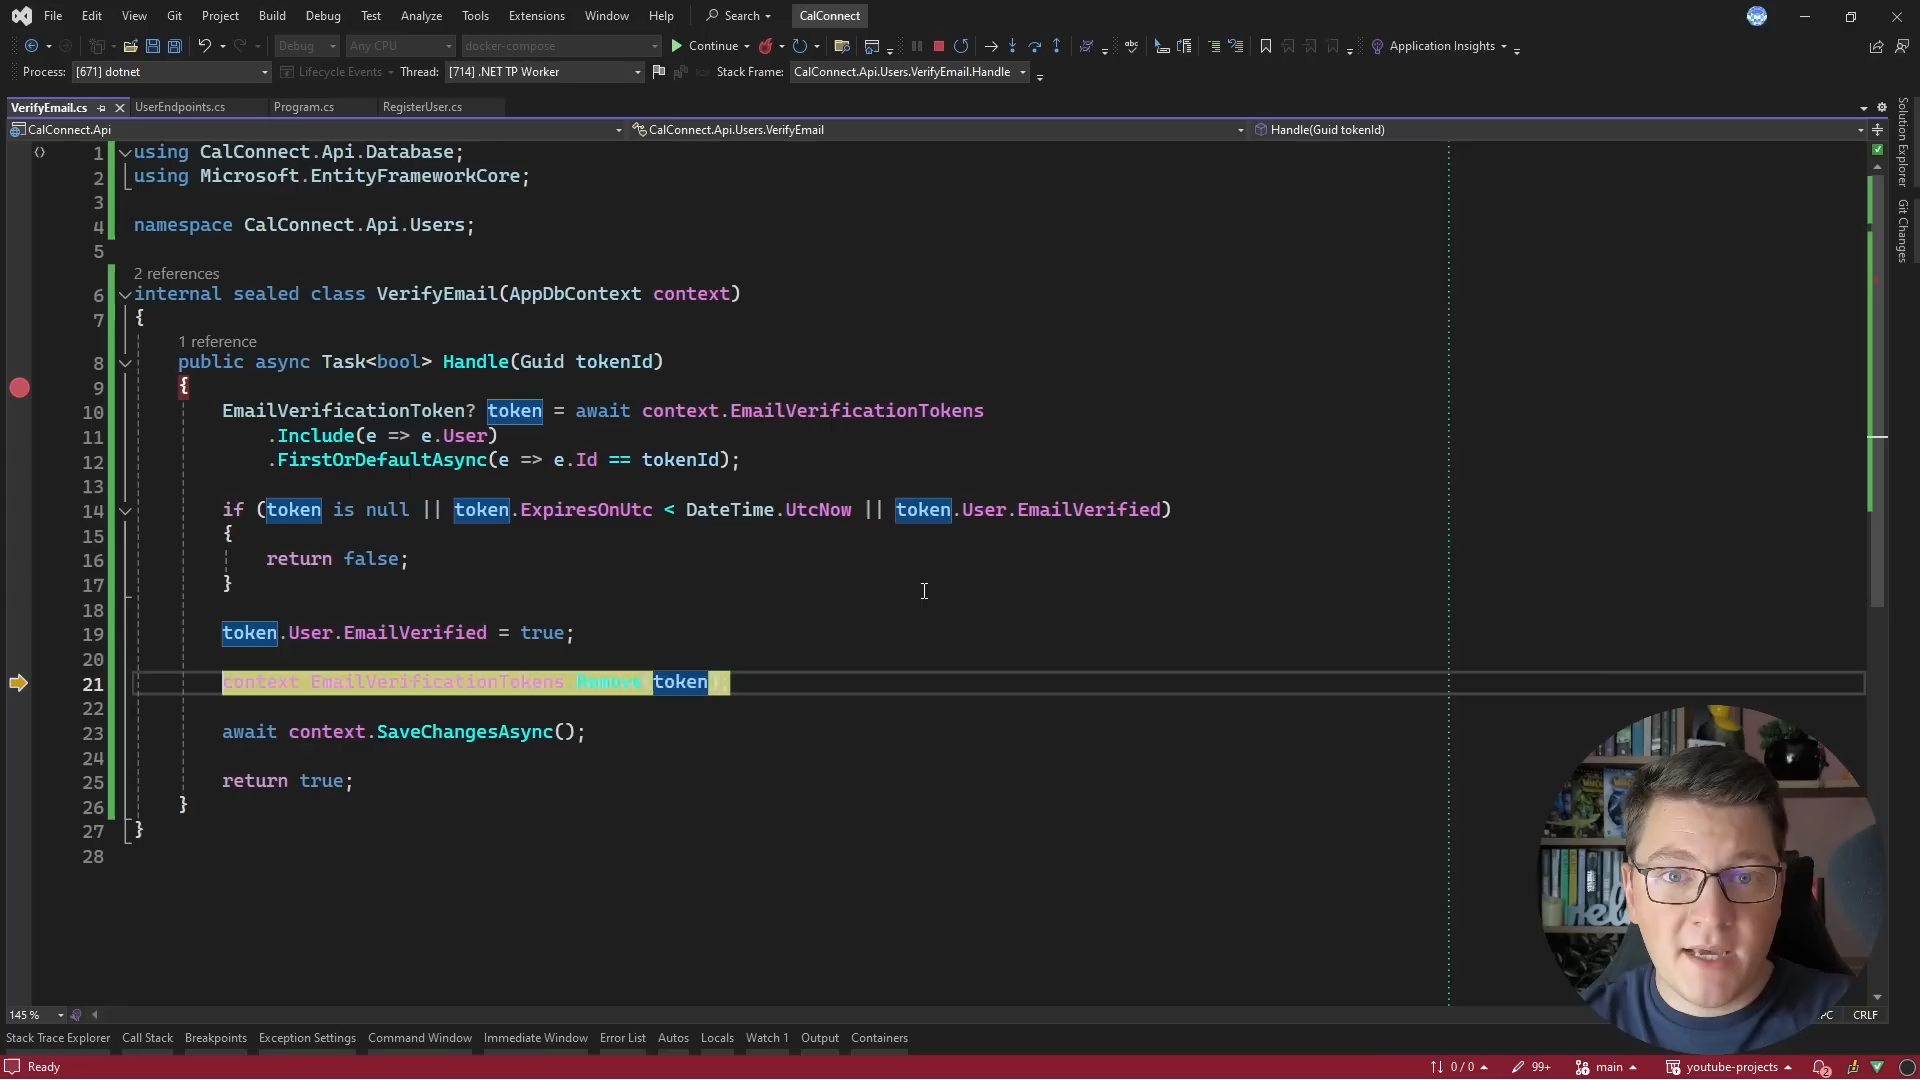 File Edit View Git Project Build Debug Test Analyze Tools Extensions Window Help Search CalConnect
Debug Any CPU docker-compose Continue Application Insights
Process: [671] dotnet Lifecycle Events Thread: [714] .NET TP Worker Stack Frame: CalConnect.Api.Users.VerifyEmail.Handle
VerifyEmail.cs UserEndpoints.cs Program.cs RegisterUser.cs
CalConnect.Api CalConnect.Api.Users.VerifyEmail Handle(Guid tokenId)
1 using CalConnect.Api.Database;
2 using Microsoft.EntityFrameworkCore;
3
4 namespace CalConnect.Api.Users;
5
2 references
6 internal sealed class VerifyEmail(AppDbContext context)
7 {
1 reference
8 public async Task<bool> Handle(Guid tokenId)
9 {
10 EmailVerificationToken? token = await context.EmailVerificationTokens
11 .Include(e => e.User)
12 .FirstOrDefaultAsync(e => e.Id == tokenId);
13
14 if (token is null || token.ExpiresOnUtc < DateTime.UtcNow || token.User.EmailVerified)
15 {
16 return false;
17 }
18
19 token.User.EmailVerified = true;
20
21 context.EmailVerificationTokens.Remove(token);
22
23 await context.SaveChangesAsync();
24
25 return true;
26 }
27 }
28
Solution Explorer
Git Changes
145 % CRLF
Stack Trace Explorer Call Stack Breakpoints Exception Settings Command Window Immediate Window Error List Autos Locals Watch 1 Output Containers
Ready 0 / 0 99+ main youtube-projects 2